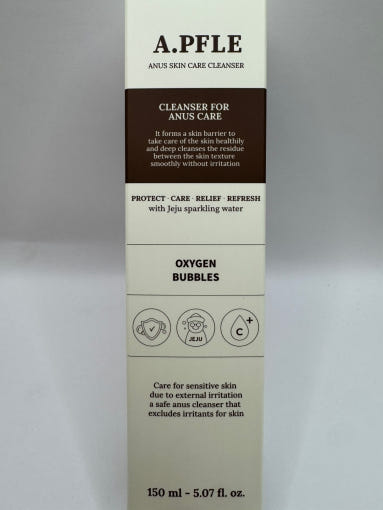 A.PFLE
ANUS SKIN CARE CLEANSER
CLEANSER FOR
ANUS CARE
It forms a skin barrier to
take care of the skin healthily
and deep cleanses the residue
between the skin texture
smoothly without irritation
PROTECT · CARE · RELIEF · REFRESH
with Jeju sparkling water
OXYGEN
BUBBLES
JEJU
C+
Care for sensitive skin
due to external irritation
a safe anus cleanser that
excludes irritants for skin
150 ml - 5.07 fl. oz.